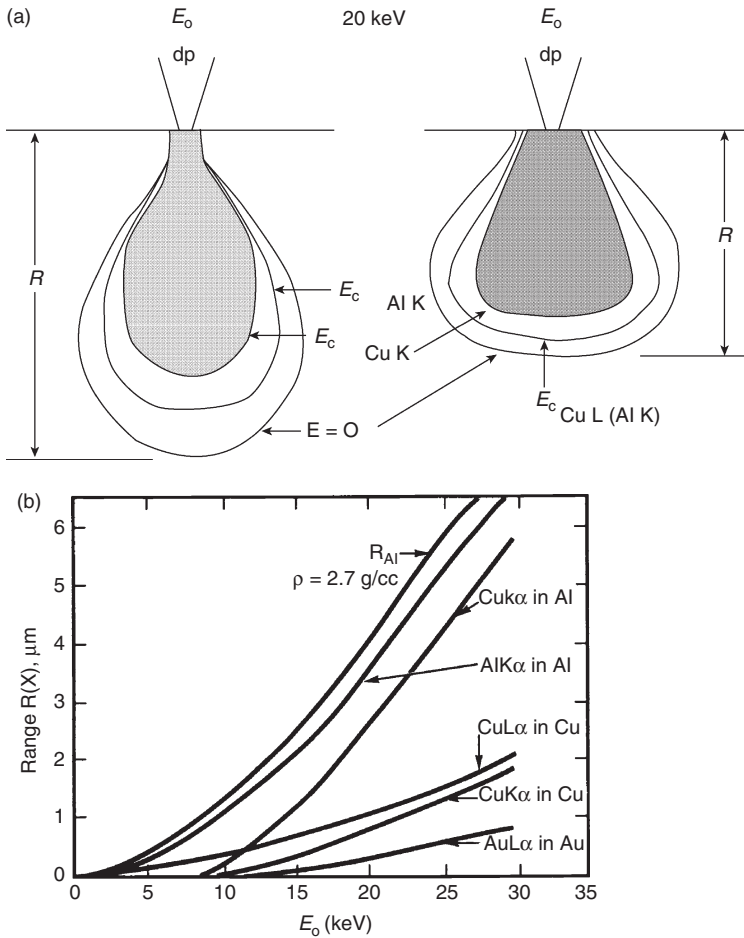 (a)
Eo
20 keV
Eo
dp
dp
R
R
Ec
Ec
Al K
Cu K
Ec Cu L (Al K)
E = O
(b)
6
5
4
3
2
1
0
Range R(X), μm
RAl
ρ = 2.7 g/cc
Cukα in Al
AlKα in Al
CuLα in Cu
CuKα in Cu
AuLα in Au
0 5 10 15 20 25 30 35
Eo (keV)